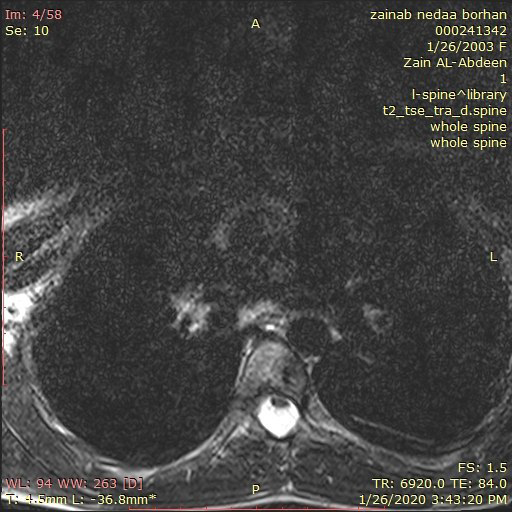 Im: 4/58
Se: 10
A
zainab nedaa borhan
000241342
1/26/2003 F
Zain AL-Abdeen
1
l-spine^library
t2_tse_tra_d.spine
whole spine
whole spine
R
L
WL: 94 WW: 263 [D]
T: 4.5mm L: -36.8mm*
P
FS: 1.5
TR: 6920.0 TE: 84.0
1/26/2020 3:43:20 PM